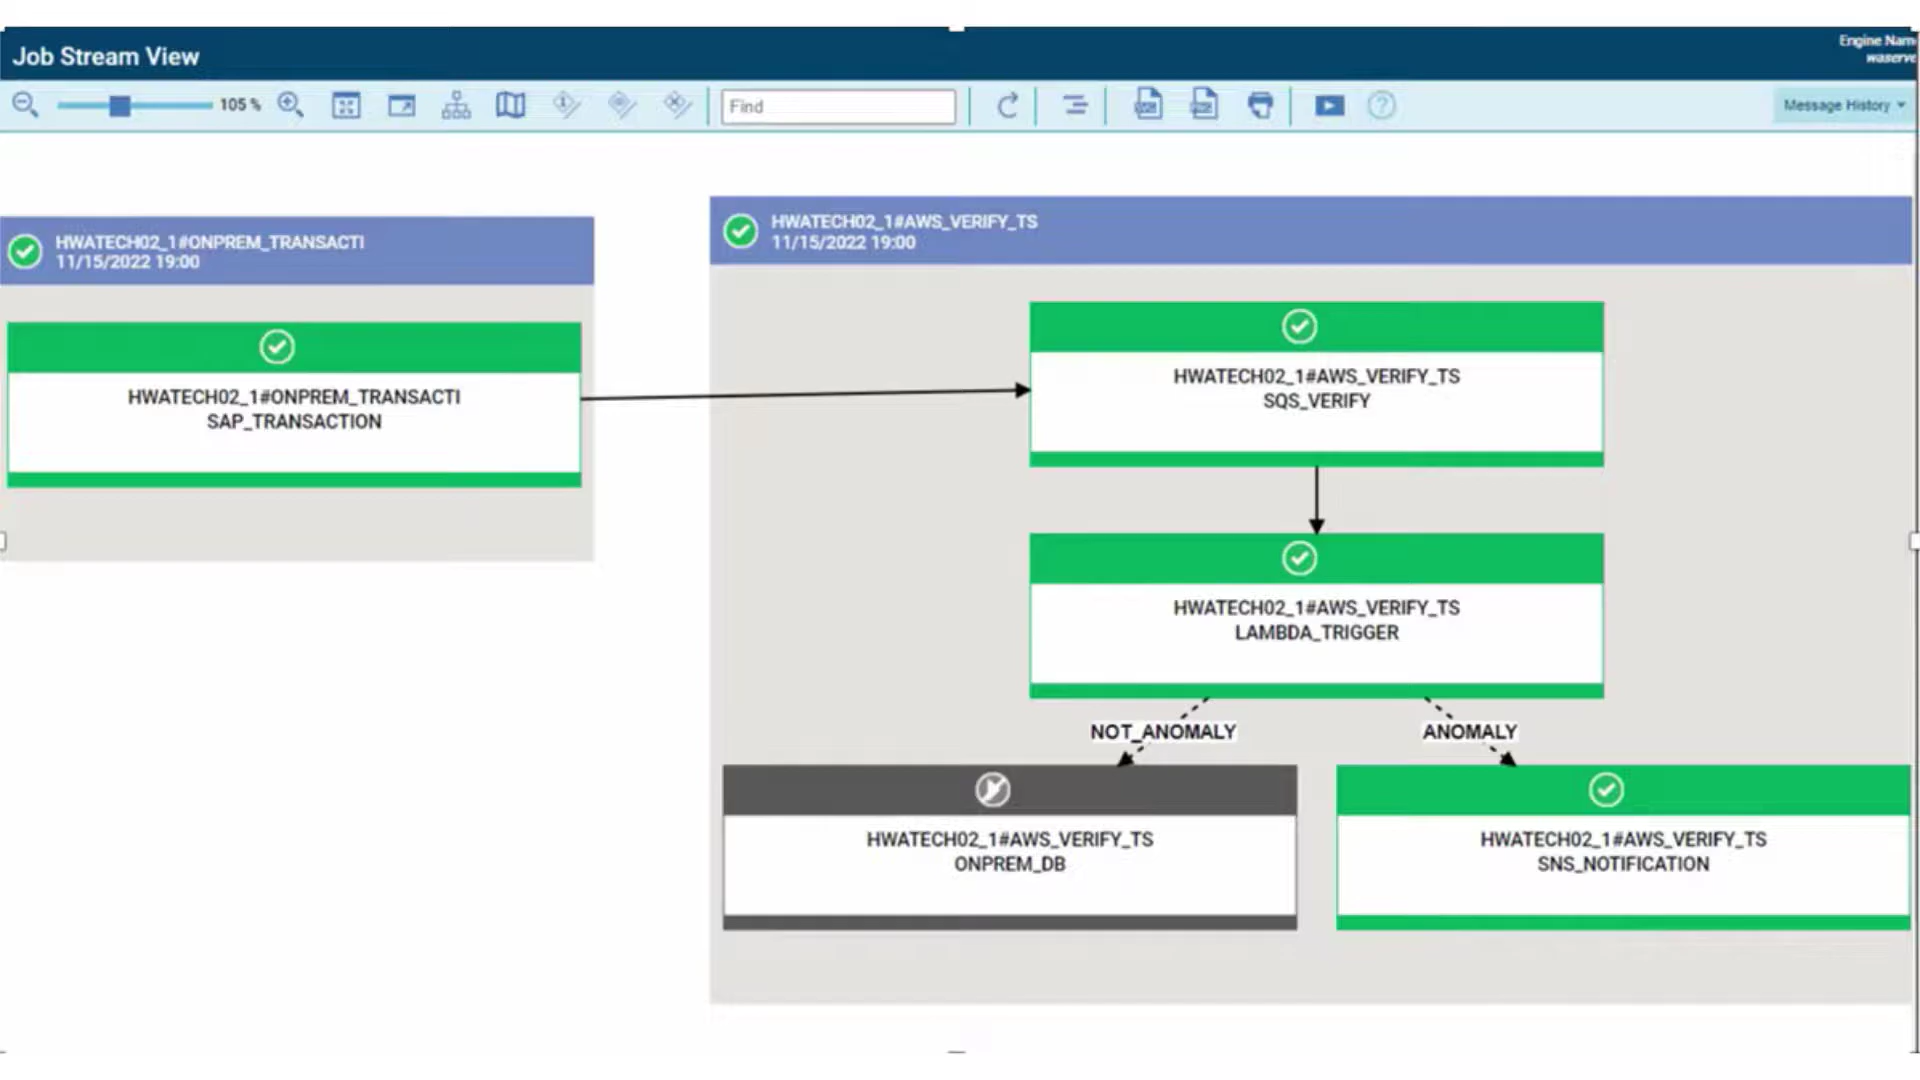 Job Stream View
Engine Nam
waserve
105 %
Find
Message History
HWATECH02_1#ONPREM_TRANSACTI
11/15/2022 19:00
HWATECH02_1#ONPREM_TRANSACTI
SAP_TRANSACTION
HWATECH02_1#AWS_VERIFY_TS
11/15/2022 19:00
HWATECH02_1#AWS_VERIFY_TS
SQS_VERIFY
HWATECH02_1#AWS_VERIFY_TS
LAMBDA_TRIGGER
NOT_ANOMALY
ANOMALY
HWATECH02_1#AWS_VERIFY_TS
ONPREM_DB
HWATECH02_1#AWS_VERIFY_TS
SNS_NOTIFICATION